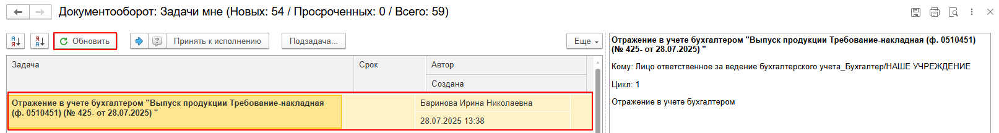 Документооборот: Задачи мне (Новых: 54 / Просроченных: 0 / Всего: 59)
Обновить
Принять к исполнению
Подзадача...
Еще
Задача
Срок
Автор
Создана
Отражение в учете бухгалтером "Выпуск продукции Требование-накладная
(ф. 0510451) (№ 425- от 28.07.2025) "
Баринова Ирина Николаевна
28.07.2025 13:38
Отражение в учете бухгалтером "Выпуск продукции Требование-накладная (ф. 0510451)
(№ 425- от 28.07.2025) "
Кому: Лицо ответственное за ведение бухгалтерского учета_Бухгалтер/НАШЕ УЧРЕЖДЕНИЕ
Цикл: 1
Отражение в учете бухгалтером